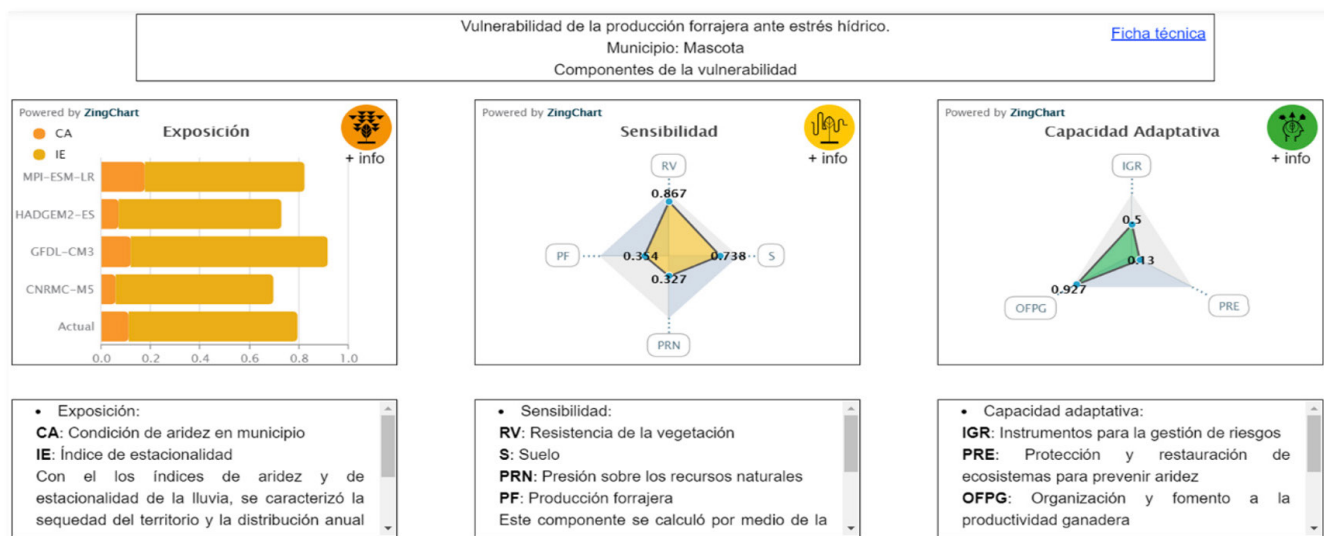 Vulnerabilidad de la producción forrajera ante estrés hídrico.
Ficha técnica
Municipio: Mascota
Componentes de la vulnerabilidad
Powered by ZingChart
CA
Exposición
IE
+ info
MPI-ESM-LR
HADGEM2-ES
GFDL-CM3
CNRMC-M5
Actual
0.0 0.2 0.4 0.6 0.8 1.0
Powered by ZingChart
Sensibilidad
+ info
RV
0.867
PF
0.354
0.738
S
0.327
PRN
Powered by ZingChart
Capacidad Adaptativa
+ info
IGR
0.5
0.13
0.927
OFPG
PRE
• Exposición:
CA: Condición de aridez en municipio
IE: Índice de estacionalidad
Con el los índices de aridez y de
estacionalidad de la lluvia, se caracterizó la
sequedad del territorio y la distribución anual
• Sensibilidad:
RV: Resistencia de la vegetación
S: Suelo
PRN: Presión sobre los recursos naturales
PF: Producción forrajera
Este componente se calculó por medio de la
• Capacidad adaptativa:
IGR: Instrumentos para la gestión de riesgos
PRE: Protección y restauración de
ecosistemas para prevenir aridez
OFPG: Organización y fomento a la
productividad ganadera